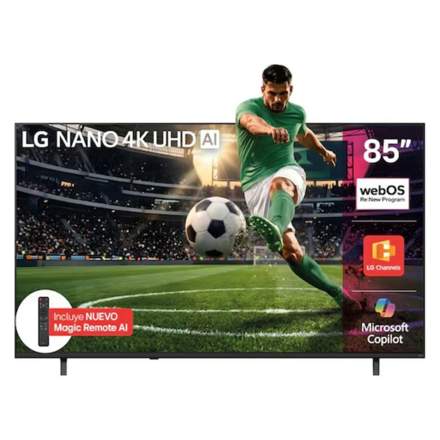 LG NANO 4K UHD AI
85"
webOS
Re:New Program
LG Channels
Microsoft
Copilot
Incluye NUEVO
Magic Remote AI